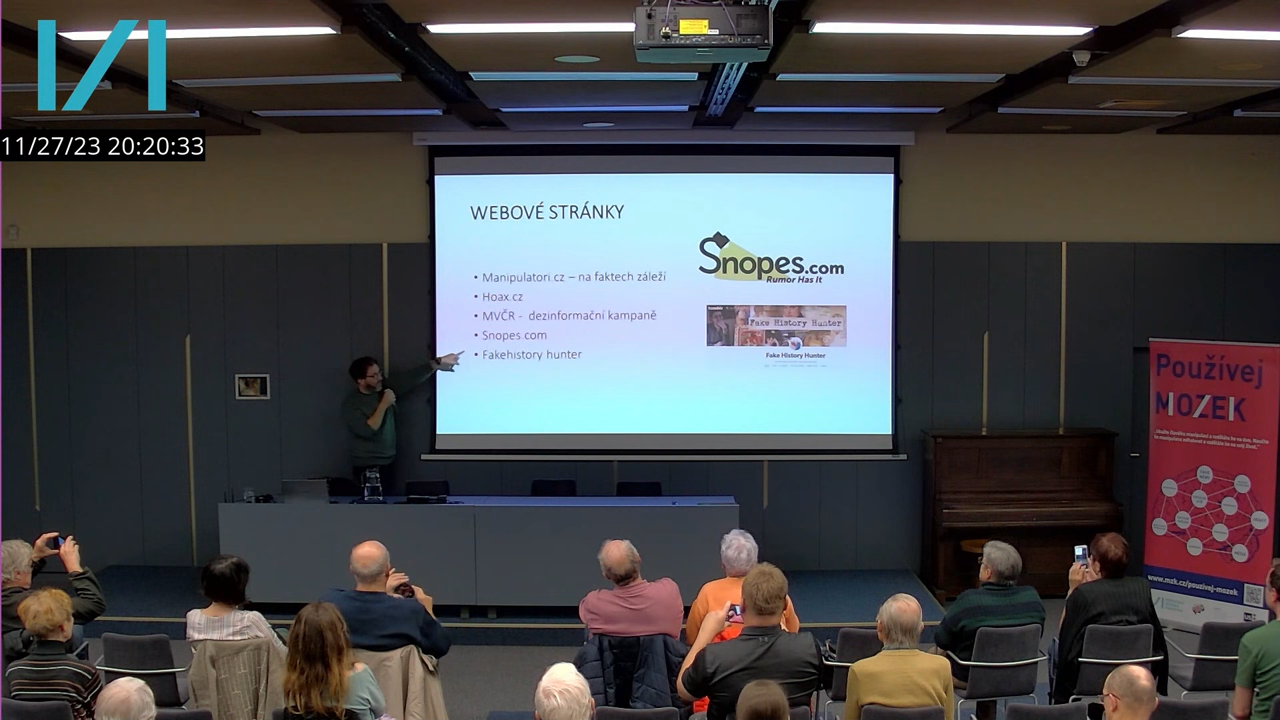 11/27/23 20:20:33
WEBOVÉ STRÁNKY
• Manipulatori.cz – na faktech záleží
• Hoax.cz
• MVČR - dezinformační kampaně
• Snopes.com
• Fakehistory hunter
Snopes.com
Rumor Has It
Fake History Hunter
Fake History Hunter
Používej
MOZEK
www.mzk.cz/pouzivej-mozek